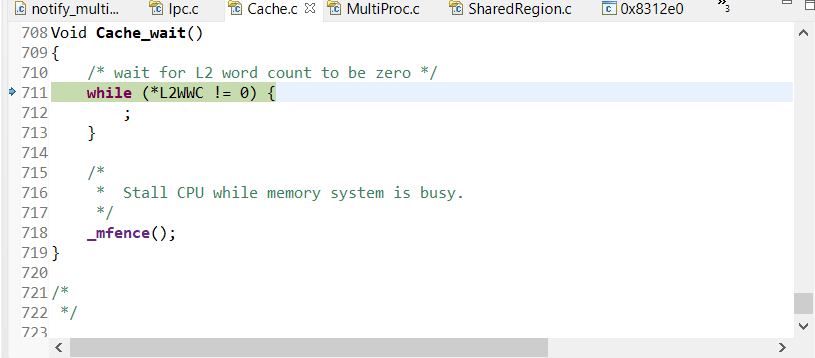 notify_multi... Ipc.c Cache.c MultiProc.c SharedRegion.c 0x8312e0 »3
708 Void Cache_wait()
709 {
710 /* wait for L2 word count to be zero */
711 while (*L2WWC != 0) {
712 ;
713 }
714
715 /*
716 * Stall CPU while memory system is busy.
717 */
718 _mfence();
719 }
720
721 /*
722 */
723